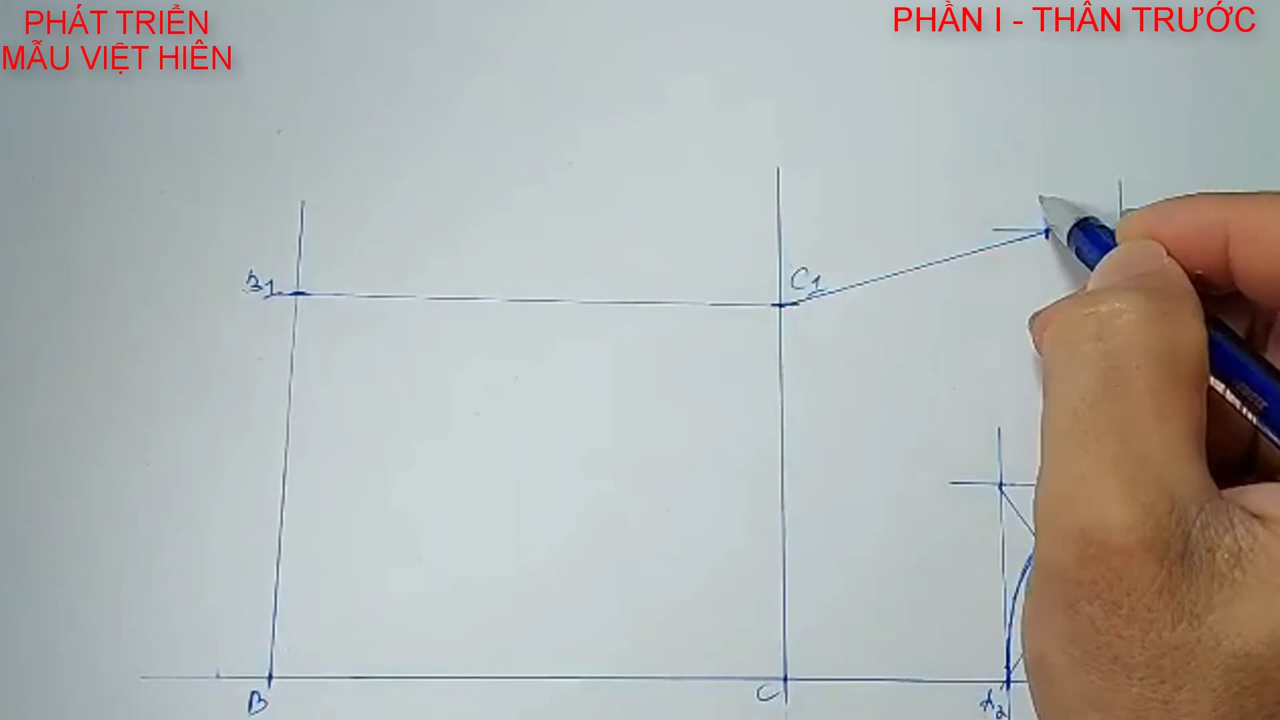 PHÁT TRIỂN
MẪU VIỆT HIÊN
PHẦN I - THÂN TRƯỚC
B1
C1
B
C
A2